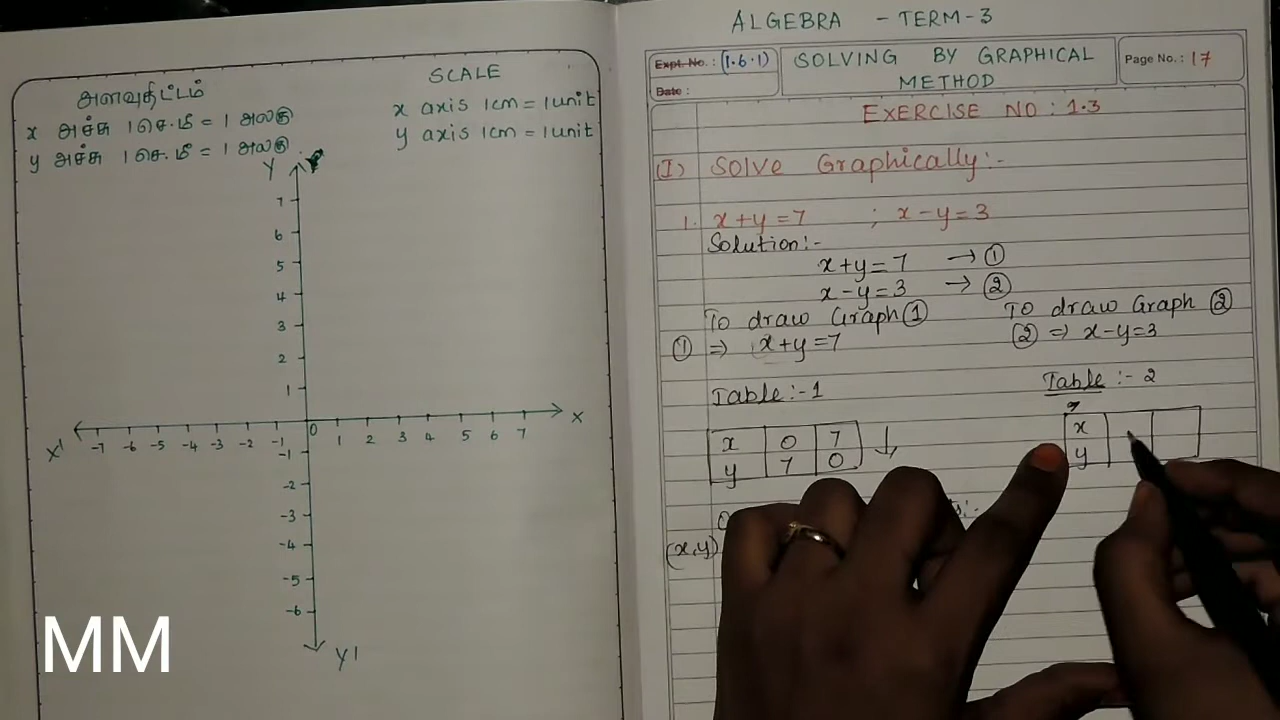 அளவுதிட்டம்
x அச்சு 1 செ.மீ = 1 அலகு
y அச்சு 1 செ.மீ = 1 அலகு
SCALE
x axis 1cm = 1unit
y axis 1cm = 1unit
Y
7
6
5
4
3
2
1
X' -7 -6 -5 -4 -3 -2 -1 0 1 2 3 4 5 6 7 X
-1
-2
-3
-4
-5
-6
Y'
MM
ALGEBRA - TERM-3
Expt. No. : (1.6.1)
Date :
SOLVING BY GRAPHICAL
METHOD
Page No. : 17
EXERCISE NO : 1.3
(I) Solve Graphically:-
1. x+y=7 ; x-y=3
Solution:-
x+y=7 → ①
x-y=3 → ②
To draw Graph ① To draw Graph ②
① ⇒ x+y=7 ② ⇒ x-y=3
Table:-1 Table :- 2
x 0 7 ↓ x
y 7 0 y
(x,y)